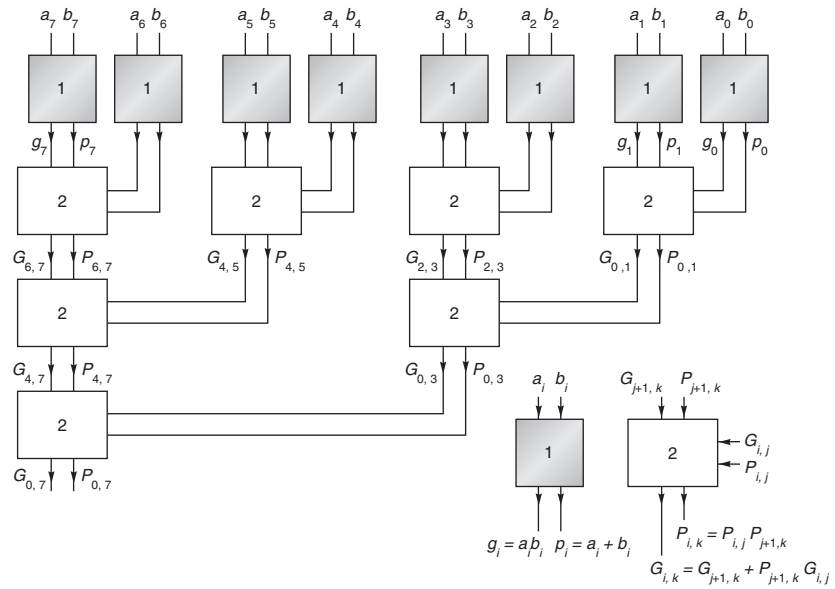 a7 b7 a6 b6 a5 b5 a4 b4 a3 b3 a2 b2 a1 b1 a0 b0
1 1 1 1 1 1 1 1
g7 p7 g1 p1 g0 p0
2 2 2 2
G6, 7 P6, 7 G4, 5 P4, 5 G2, 3 P2, 3 G0, 1 P0, 1
2 2
G4, 7 P4, 7 G0, 3 P0, 3
ai bi Gj+1, k Pj+1, k
2 1 2 Gi, j
Pi, j
G0, 7 P0, 7
gi = aibi pi = ai + bi Pi, k = Pi, j Pj+1,k
Gi, k = Gj+1, k + Pj+1, k Gi, j